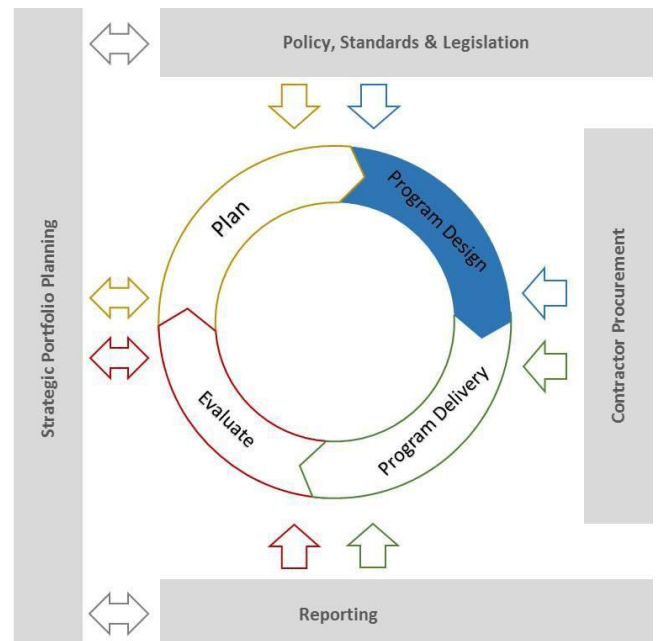 Policy, Standards & Legislation
Strategic Portfolio Planning
Plan
Program Design
Contractor Procurement
Evaluate
Program Delivery
Reporting